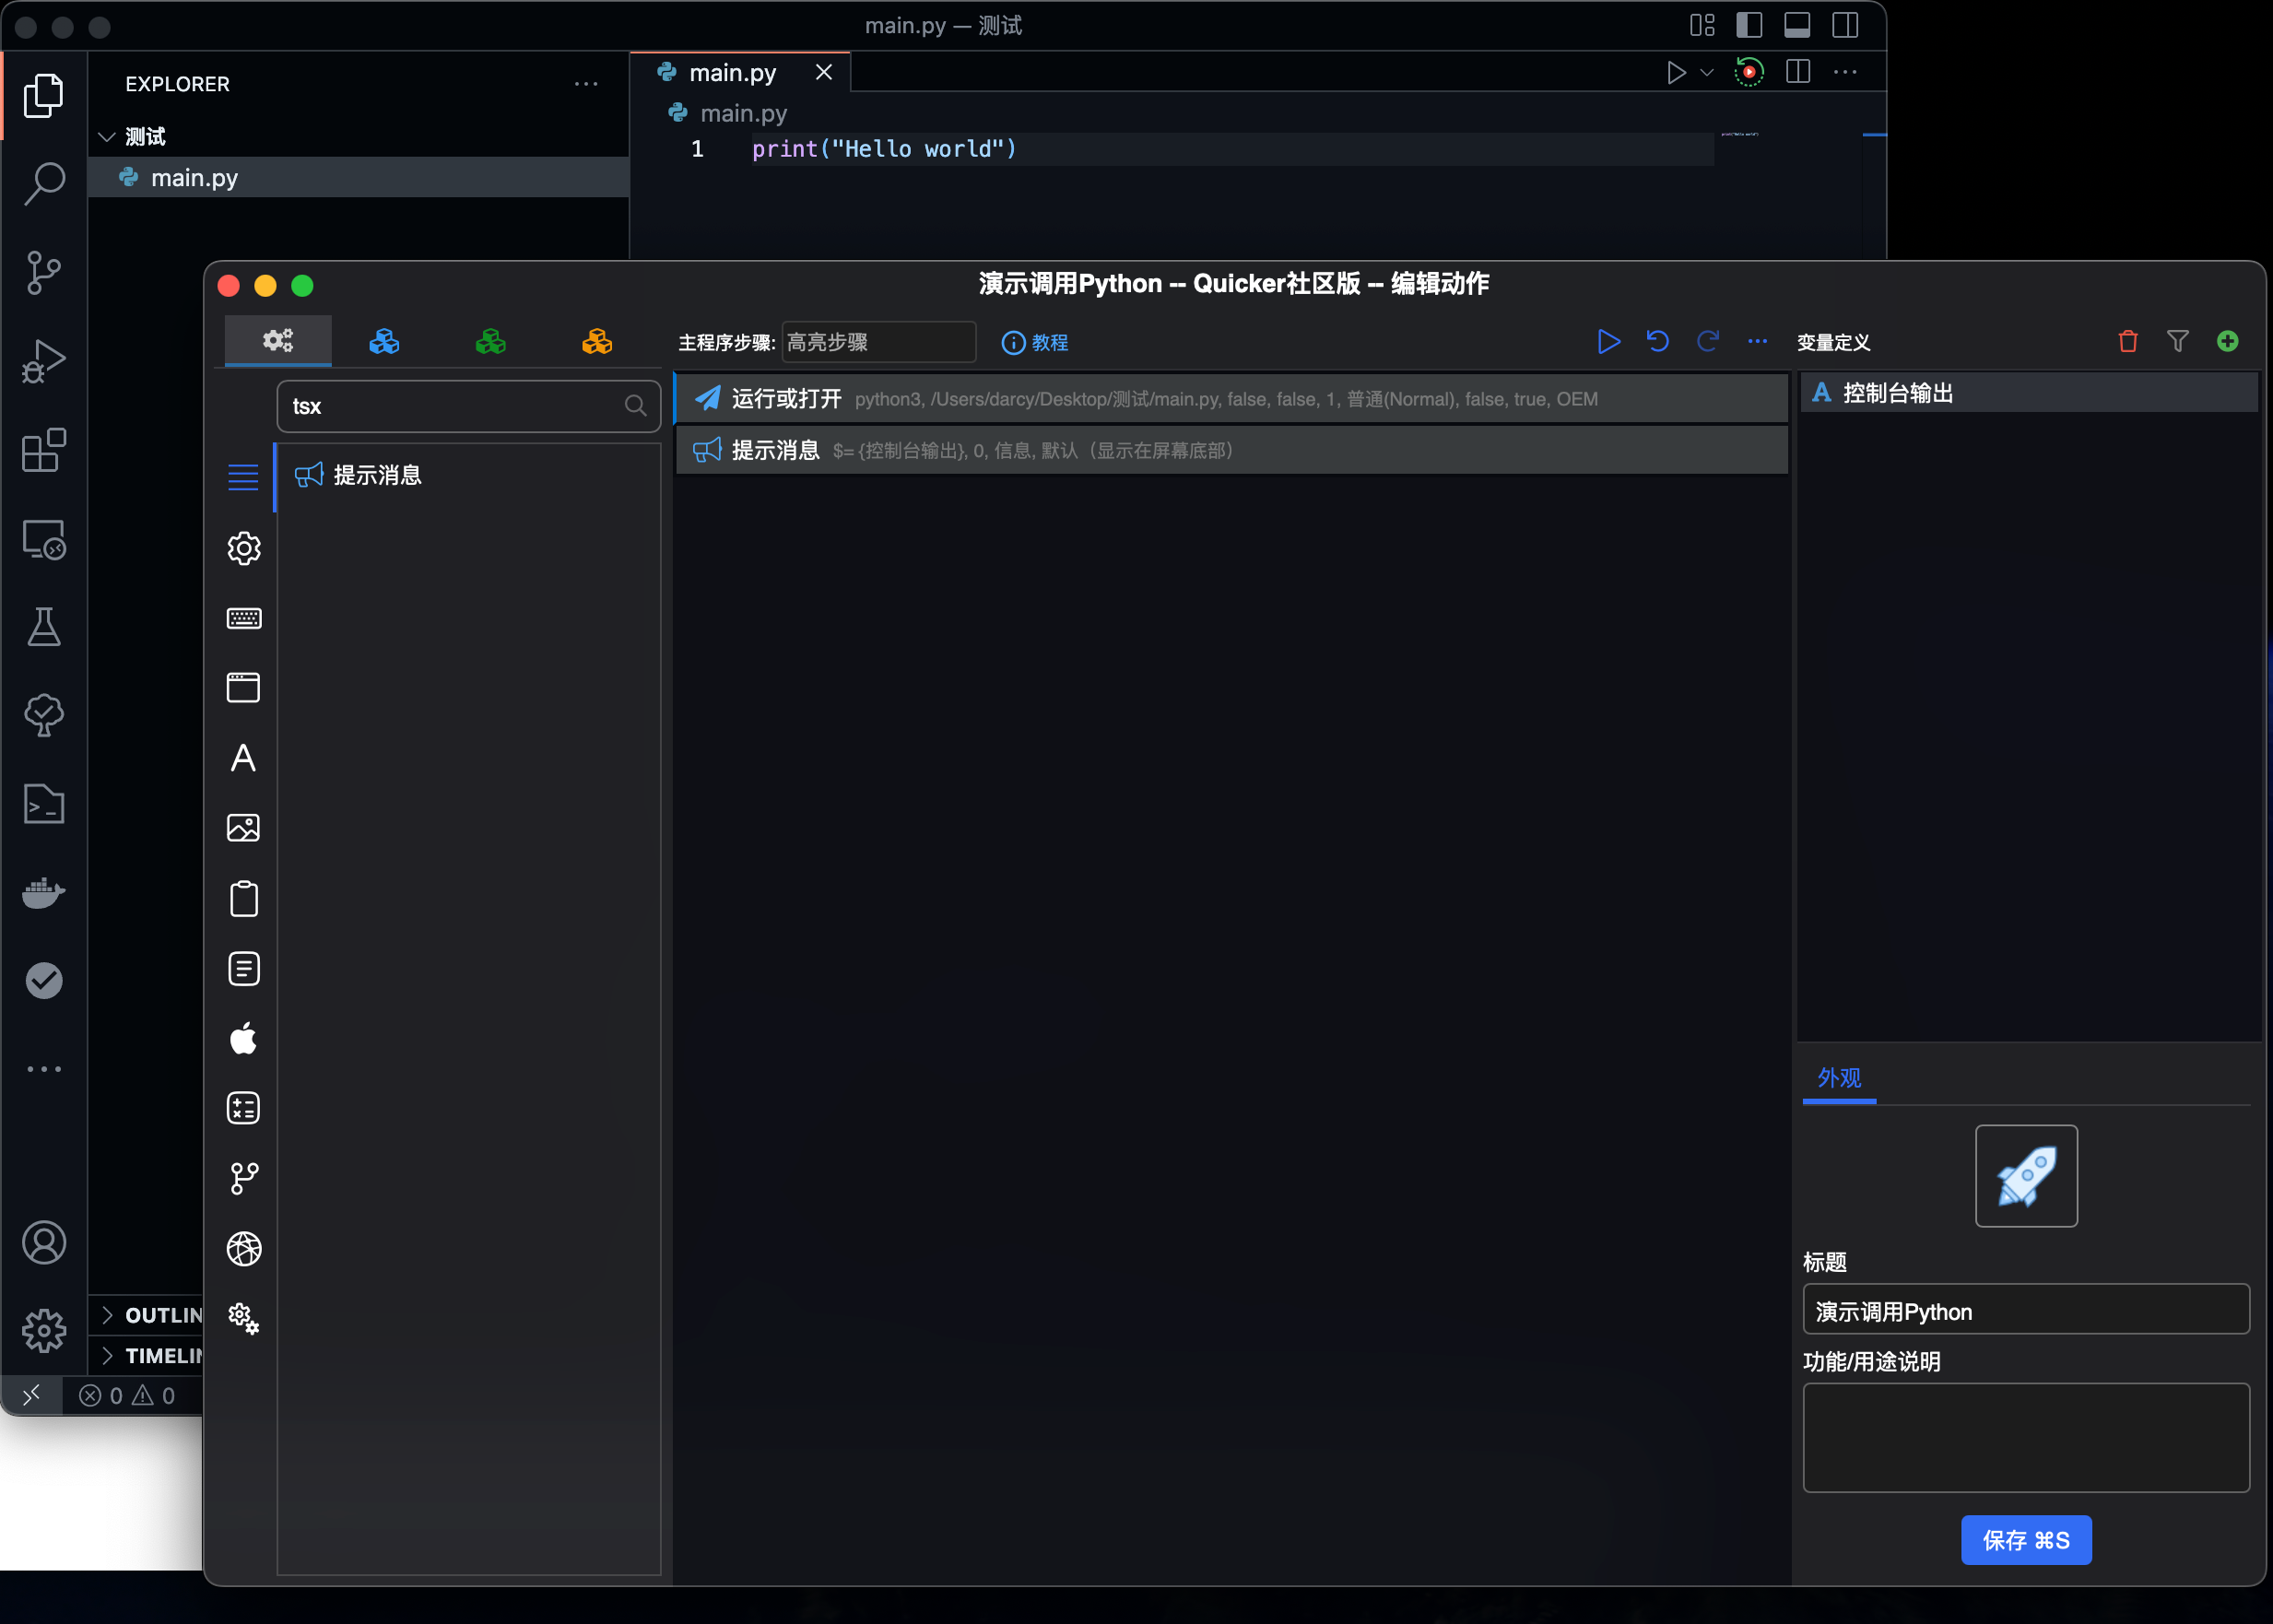 main.py — 测试
EXPLORER
测试
main.py
main.py
main.py
1 print("Hello world")
演示调用Python -- Quicker社区版 -- 编辑动作
主程序步骤: 高亮步骤 教程
变量定义
tsx
提示消息
运行或打开 python3, /Users/darcy/Desktop/测试/main.py, false, false, 1, 普通(Normal), false, true, OEM
提示消息 $={控制台输出}, 0, 信息, 默认（显示在屏幕底部）
控制台输出
外观
标题
演示调用Python
功能/用途说明
保存 ⌘S
OUTLIN
TIMELIN
0 0